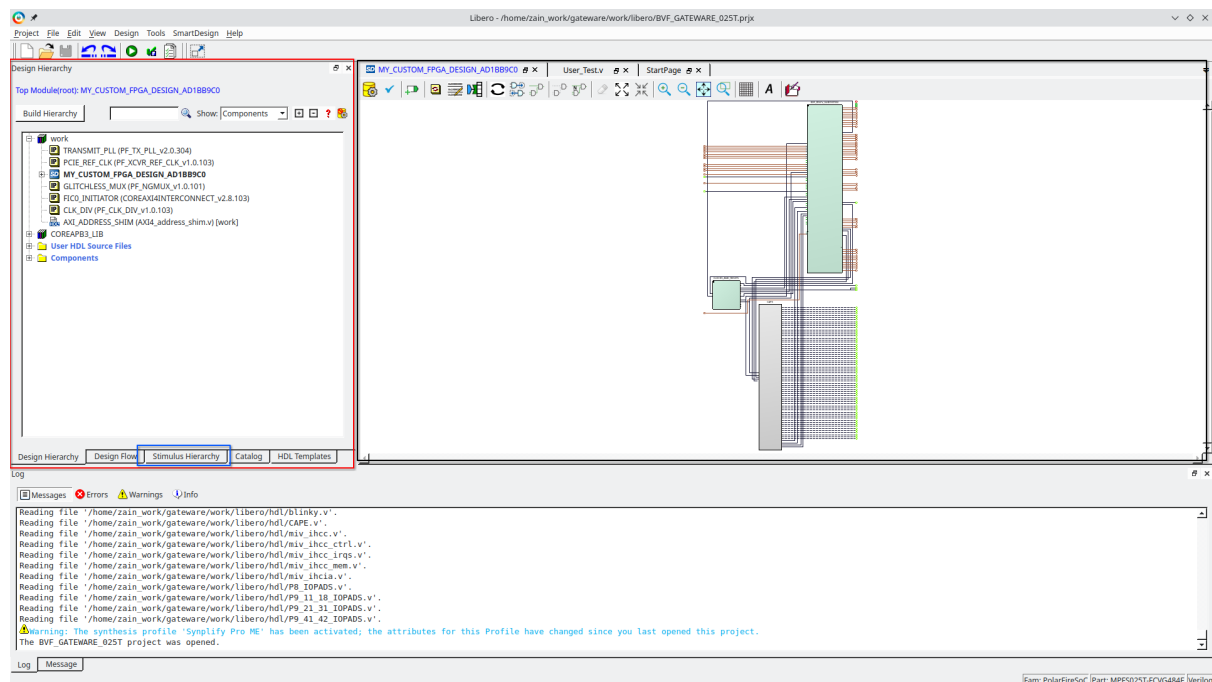 Libero - /home/zain_work/gateware/work/libero/BVF_GATEWARE_025T.prjx
Project File Edit View Design Tools SmartDesign Help
Design Hierarchy
MY_CUSTOM_FPGA_DESIGN_AD1BB9C0 User_Test.v StartPage
Top Module(root): MY_CUSTOM_FPGA_DESIGN_AD1BB9C0
Build Hierarchy Show: Components
work
TRANSMIT_PLL (PF_TX_PLL_v2.0.304)
PCIE_REF_CLK (PF_XCVR_REF_CLK_v1.0.103)
MY_CUSTOM_FPGA_DESIGN_AD1BB9C0
GLITCHLESS_MUX (PF_NGMUX_v1.0.101)
FIC0_INITIATOR (COREAXI4INTERCONNECT_v2.8.103)
CLK_DIV (PF_CLK_DIV_v1.0.103)
AXI_ADDRESS_SHIM (AXI4_address_shim.v) [work]
COREAPB3_LIB
User HDL Source Files
Components
Design Hierarchy Design Flow Stimulus Hierarchy Catalog HDL Templates
Log
Messages Errors Warnings Info
Reading file '/home/zain_work/gateware/work/libero/hdl/blinky.v'.
Reading file '/home/zain_work/gateware/work/libero/hdl/CAPE.v'.
Reading file '/home/zain_work/gateware/work/libero/hdl/miv_ihcc.v'.
Reading file '/home/zain_work/gateware/work/libero/hdl/miv_ihcc_ctrl.v'.
Reading file '/home/zain_work/gateware/work/libero/hdl/miv_ihcc_irqs.v'.
Reading file '/home/zain_work/gateware/work/libero/hdl/miv_ihcc_mem.v'.
Reading file '/home/zain_work/gateware/work/libero/hdl/miv_ihcia.v'.
Reading file '/home/zain_work/gateware/work/libero/hdl/P8_IOPADS.v'.
Reading file '/home/zain_work/gateware/work/libero/hdl/P9_11_18_IOPADS.v'.
Reading file '/home/zain_work/gateware/work/libero/hdl/P9_21_31_IOPADS.v'.
Reading file '/home/zain_work/gateware/work/libero/hdl/P9_41_42_IOPADS.v'.
Warning: The synthesis profile 'Synplify Pro ME' has been activated; the attributes for this Profile have changed since you last opened this project.
The BVF_GATEWARE_025T project was opened.
Log Message
Fam: PolarFireSoC Part: MPFS025T-FCVG484E Verilog